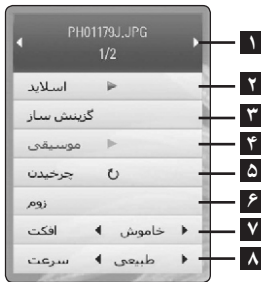 PH01179J.JPG
1/2
۱
اسلاید
۲
گزینش ساز
۳
موسیقی
۴
چرخیدن
۵
زوم
۶
افکت
خاموش
۷
سرعت
طبیعی
۸